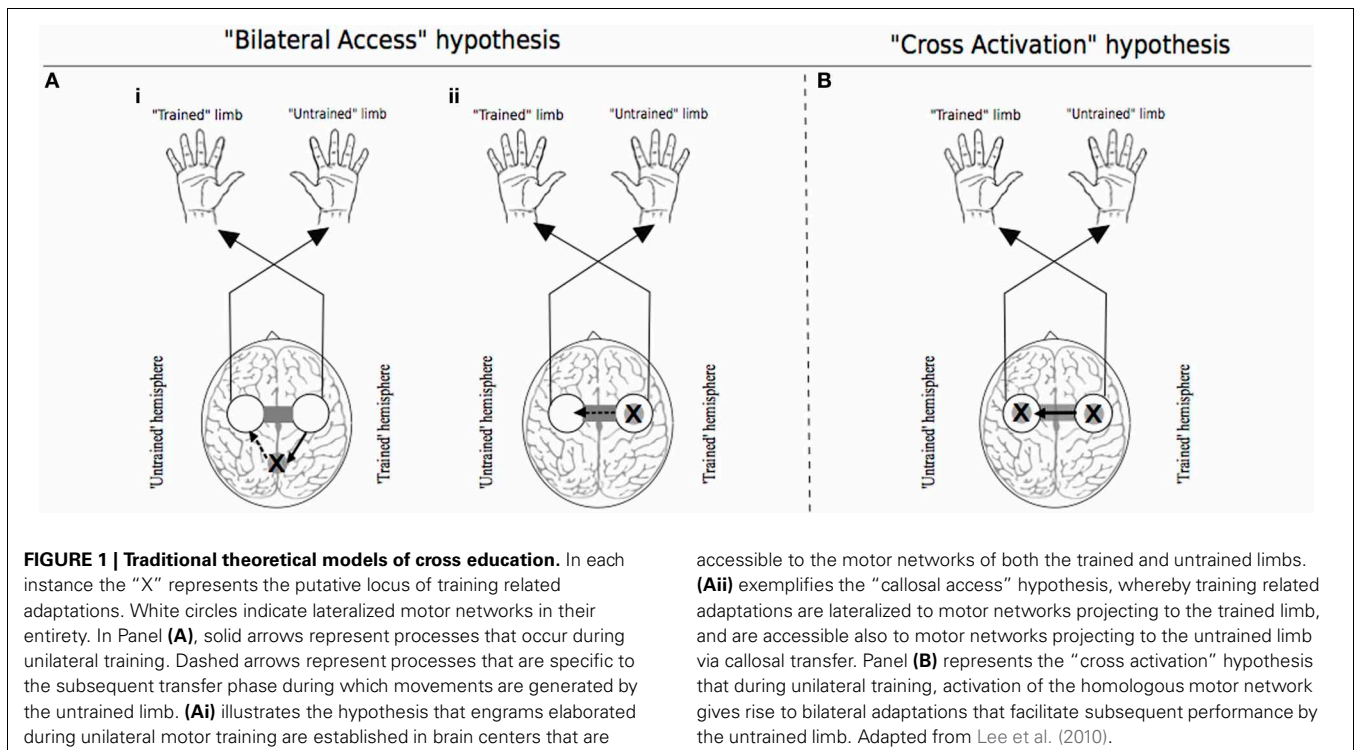 "Bilateral Access" hypothesis
"Cross Activation" hypothesis
A
i
"Trained" limb
"Untrained" limb
ii
"Trained" limb
"Untrained" limb
B
"Trained" limb
"Untrained" limb
'Untrained' hemisphere
X
'Trained' hemisphere
'Untrained' hemisphere
X
'Trained' hemisphere
'Untrained' hemisphere
X
X
'Trained' hemisphere
FIGURE 1 | Traditional theoretical models of cross education. In each
instance the “X” represents the putative locus of training related
adaptations. White circles indicate lateralized motor networks in their
entirety. In Panel (A), solid arrows represent processes that occur during
unilateral training. Dashed arrows represent processes that are specific to
the subsequent transfer phase during which movements are generated by
the untrained limb. (Ai) illustrates the hypothesis that engrams elaborated
during unilateral motor training are established in brain centers that are
accessible to the motor networks of both the trained and untrained limbs.
(Aii) exemplifies the “callosal access” hypothesis, whereby training related
adaptations are lateralized to motor networks projecting to the trained limb,
and are accessible also to motor networks projecting to the untrained limb
via callosal transfer. Panel (B) represents the “cross activation” hypothesis
that during unilateral training, activation of the homologous motor network
gives rise to bilateral adaptations that facilitate subsequent performance by
the untrained limb. Adapted from Lee et al. (2010).